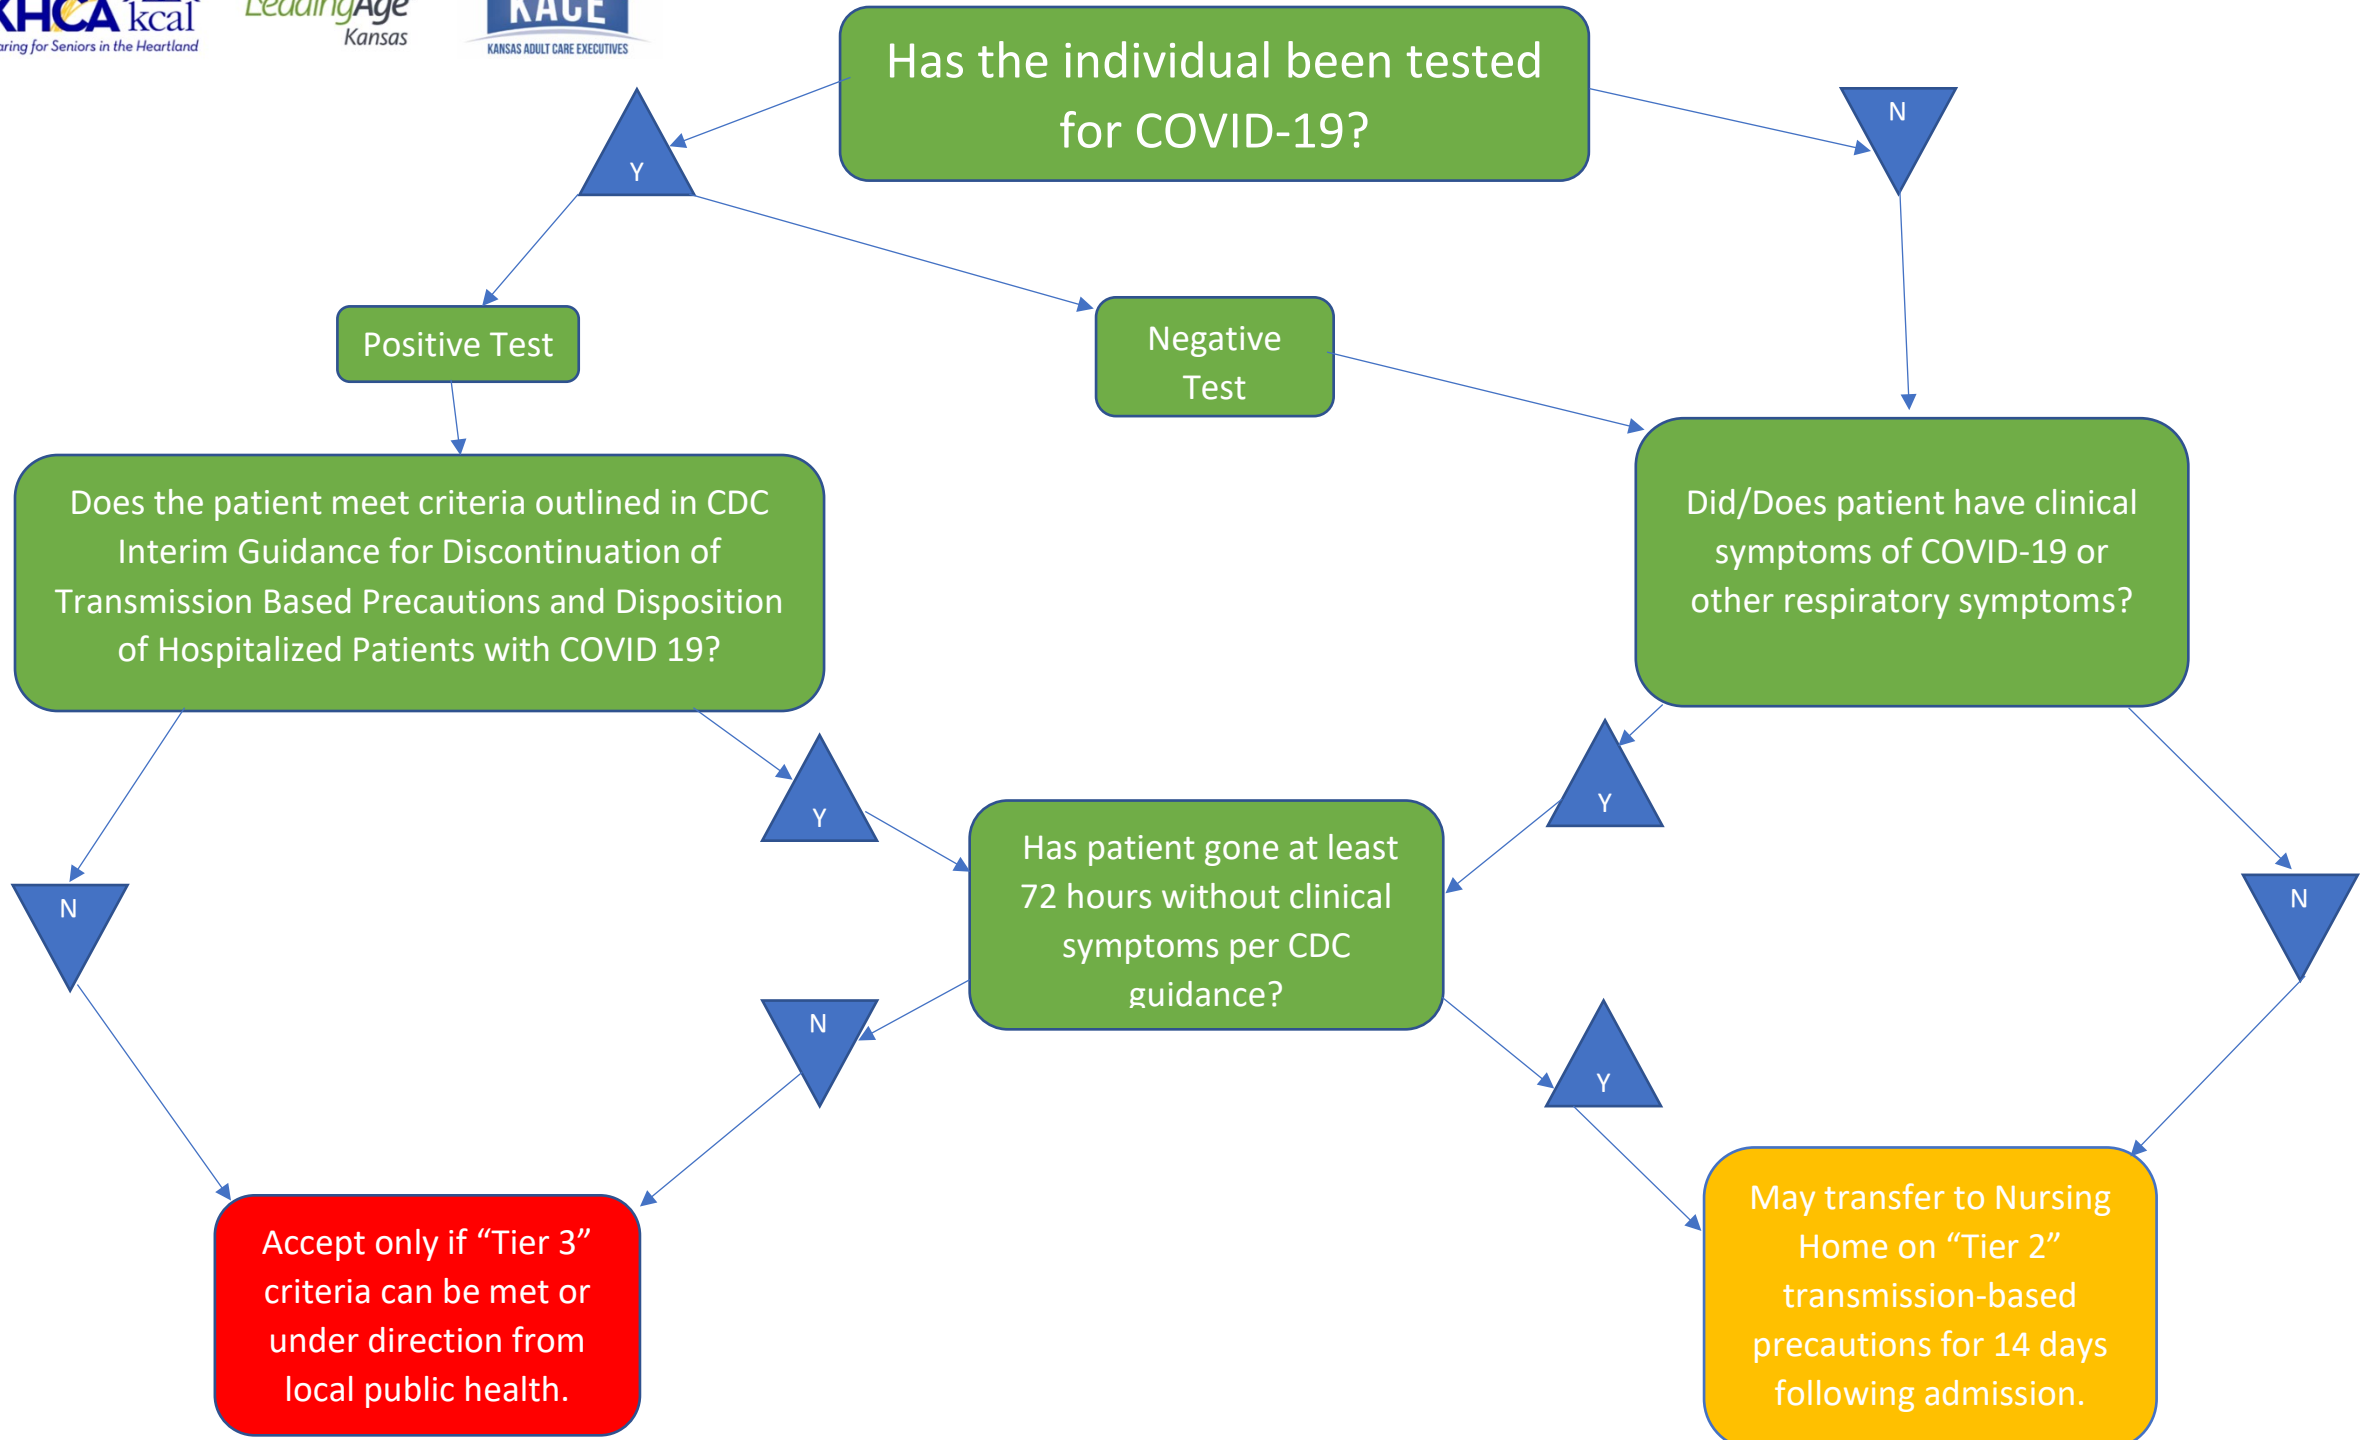 kcal
aring for Seniors in the Heartland
LeadingAge
Kansas
KACE
KANSAS ADULT CARE EXECUTIVES
Has the individual been tested
for COVID-19?
Y
N
Positive Test
Negative
Test
Does the patient meet criteria outlined in CDC
Interim Guidance for Discontinuation of
Transmission Based Precautions and Disposition
of Hospitalized Patients with COVID 19?
Did/Does patient have clinical
symptoms of COVID-19 or
other respiratory symptoms?
Y
Y
N
N
Has patient gone at least
72 hours without clinical
symptoms per CDC
guidance?
N
Y
Accept only if “Tier 3”
criteria can be met or
under direction from
local public health.
May transfer to Nursing
Home on “Tier 2”
transmission-based
precautions for 14 days
following admission.